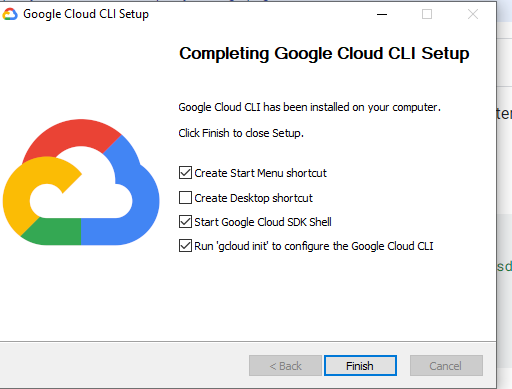 Google Cloud CLI Setup
Completing Google Cloud CLI Setup
Google Cloud CLI has been installed on your computer.
Click Finish to close Setup.
Create Start Menu shortcut
Create Desktop shortcut
Start Google Cloud SDK Shell
Run 'gcloud init' to configure the Google Cloud CLI
< Back
Finish
Cancel
ter
sd